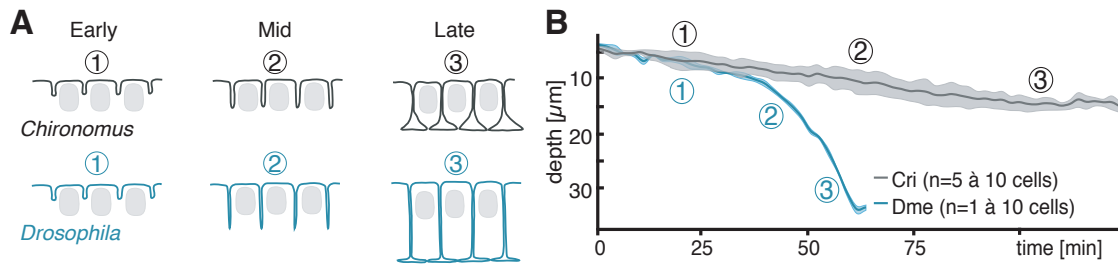 A
Early
Mid
Late
① ② ③
Chironomus
① ② ③
Drosophila
B
depth [µm]
10
20
30
① ② ③
① ② ③
Cri (n=5 à 10 cells)
Dme (n=1 à 10 cells)
0 25 50 75 time [min]